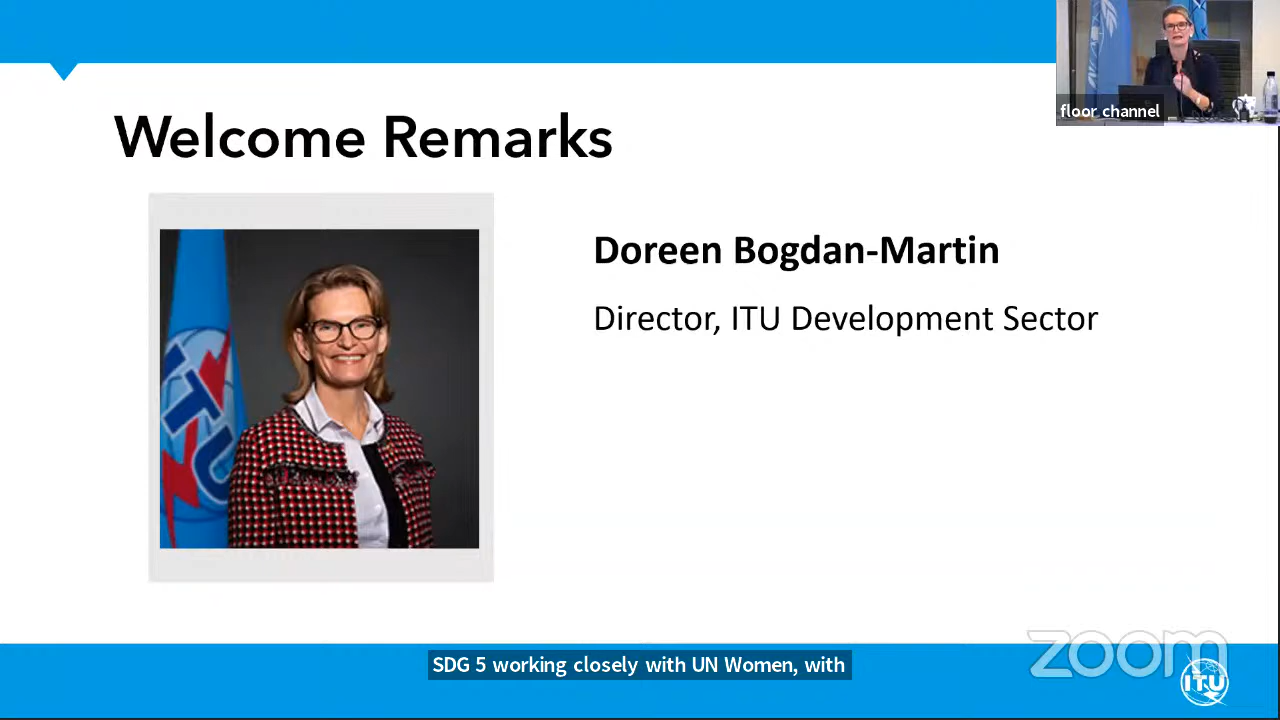 floor channel
Welcome Remarks
ITU
Doreen Bogdan-Martin
Director, ITU Development Sector
SDG 5 working closely with UN Women, with
zoom
ITU